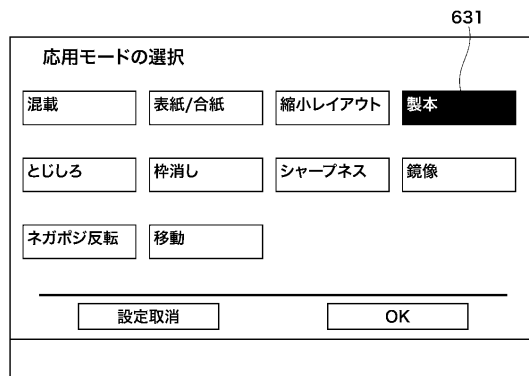 631
応用モードの選択
混載 表紙/合紙 縮小レイアウト 製本
とじしろ 枠消し シャープネス 鏡像
ネガポジ反転 移動
設定取消 OK